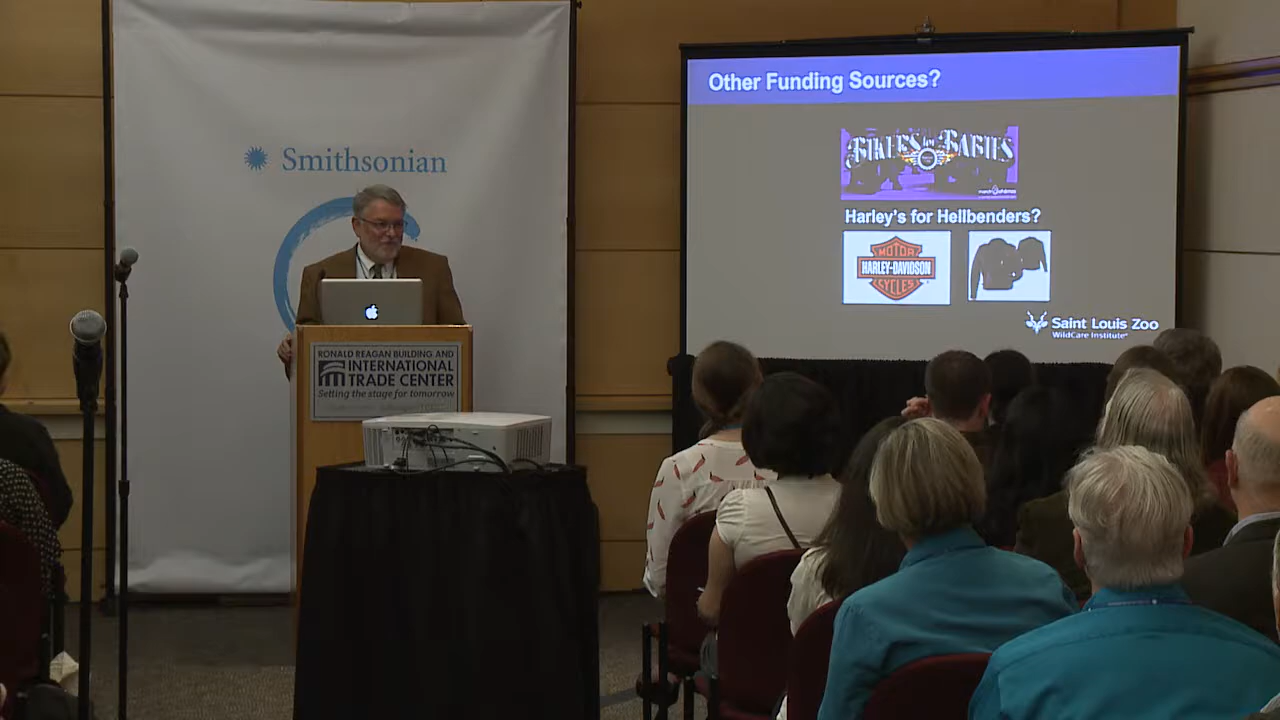 Smithsonian
RONALD REAGAN BUILDING AND
INTERNATIONAL
TRADE CENTER
Setting the stage for tomorrow
Other Funding Sources?
BIKERS for BABIES
Harley's for Hellbenders?
MOTOR
HARLEY-DAVIDSON
CYCLES
Saint Louis Zoo
WildCare Institute